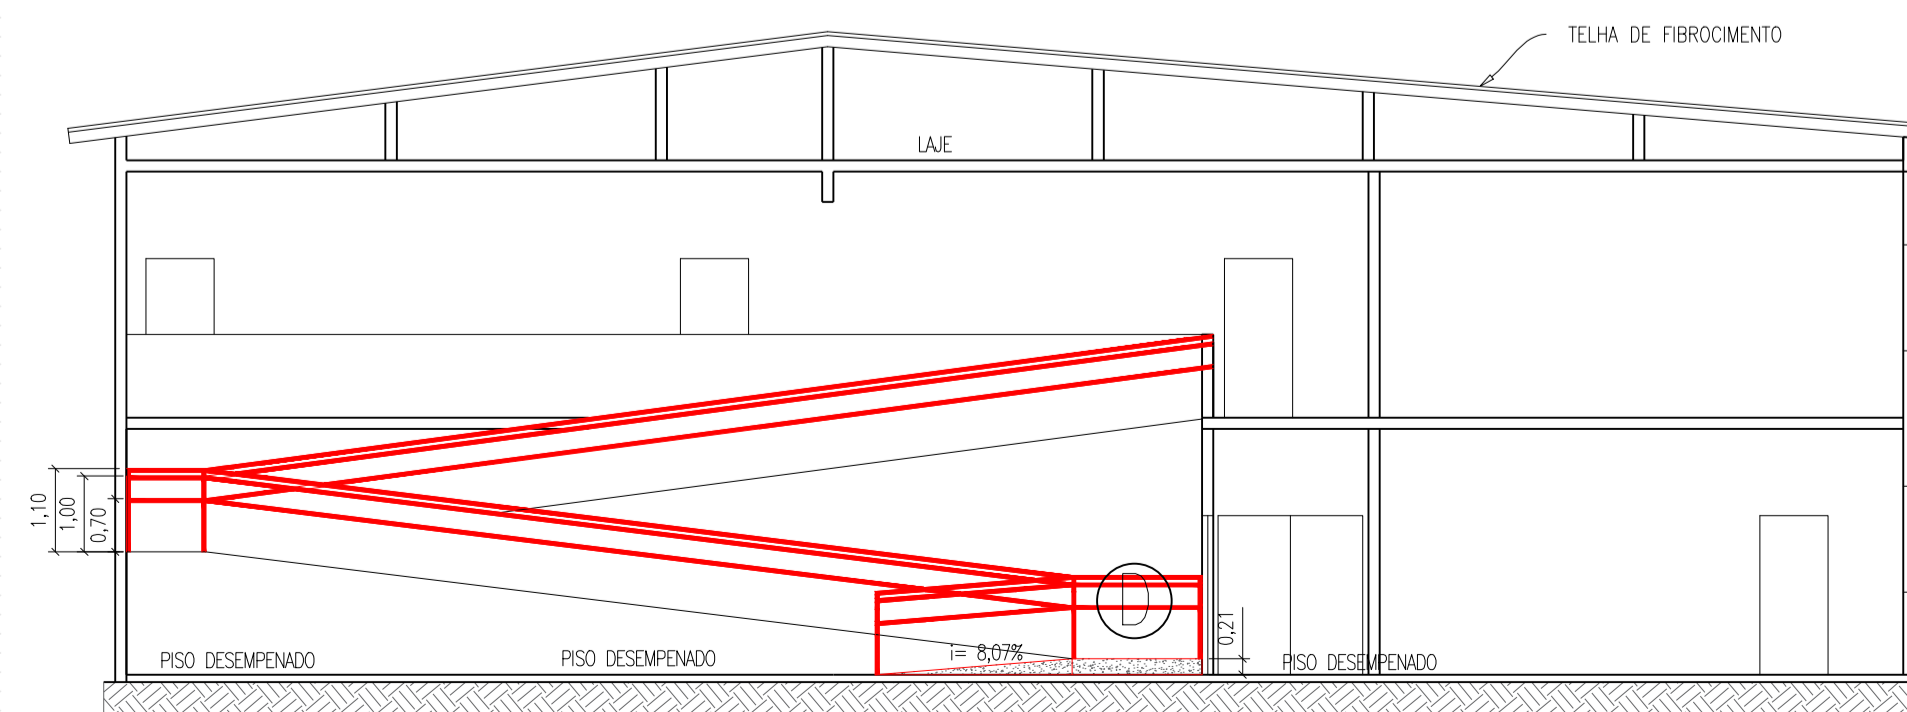 TELHA DE FIBROCIMENTO
LAJE
1,10
1,00
0,70
D
0,21
i= 8,07%
PISO DESEMPENADO
PISO DESEMPENADO
PISO DESEMPENADO